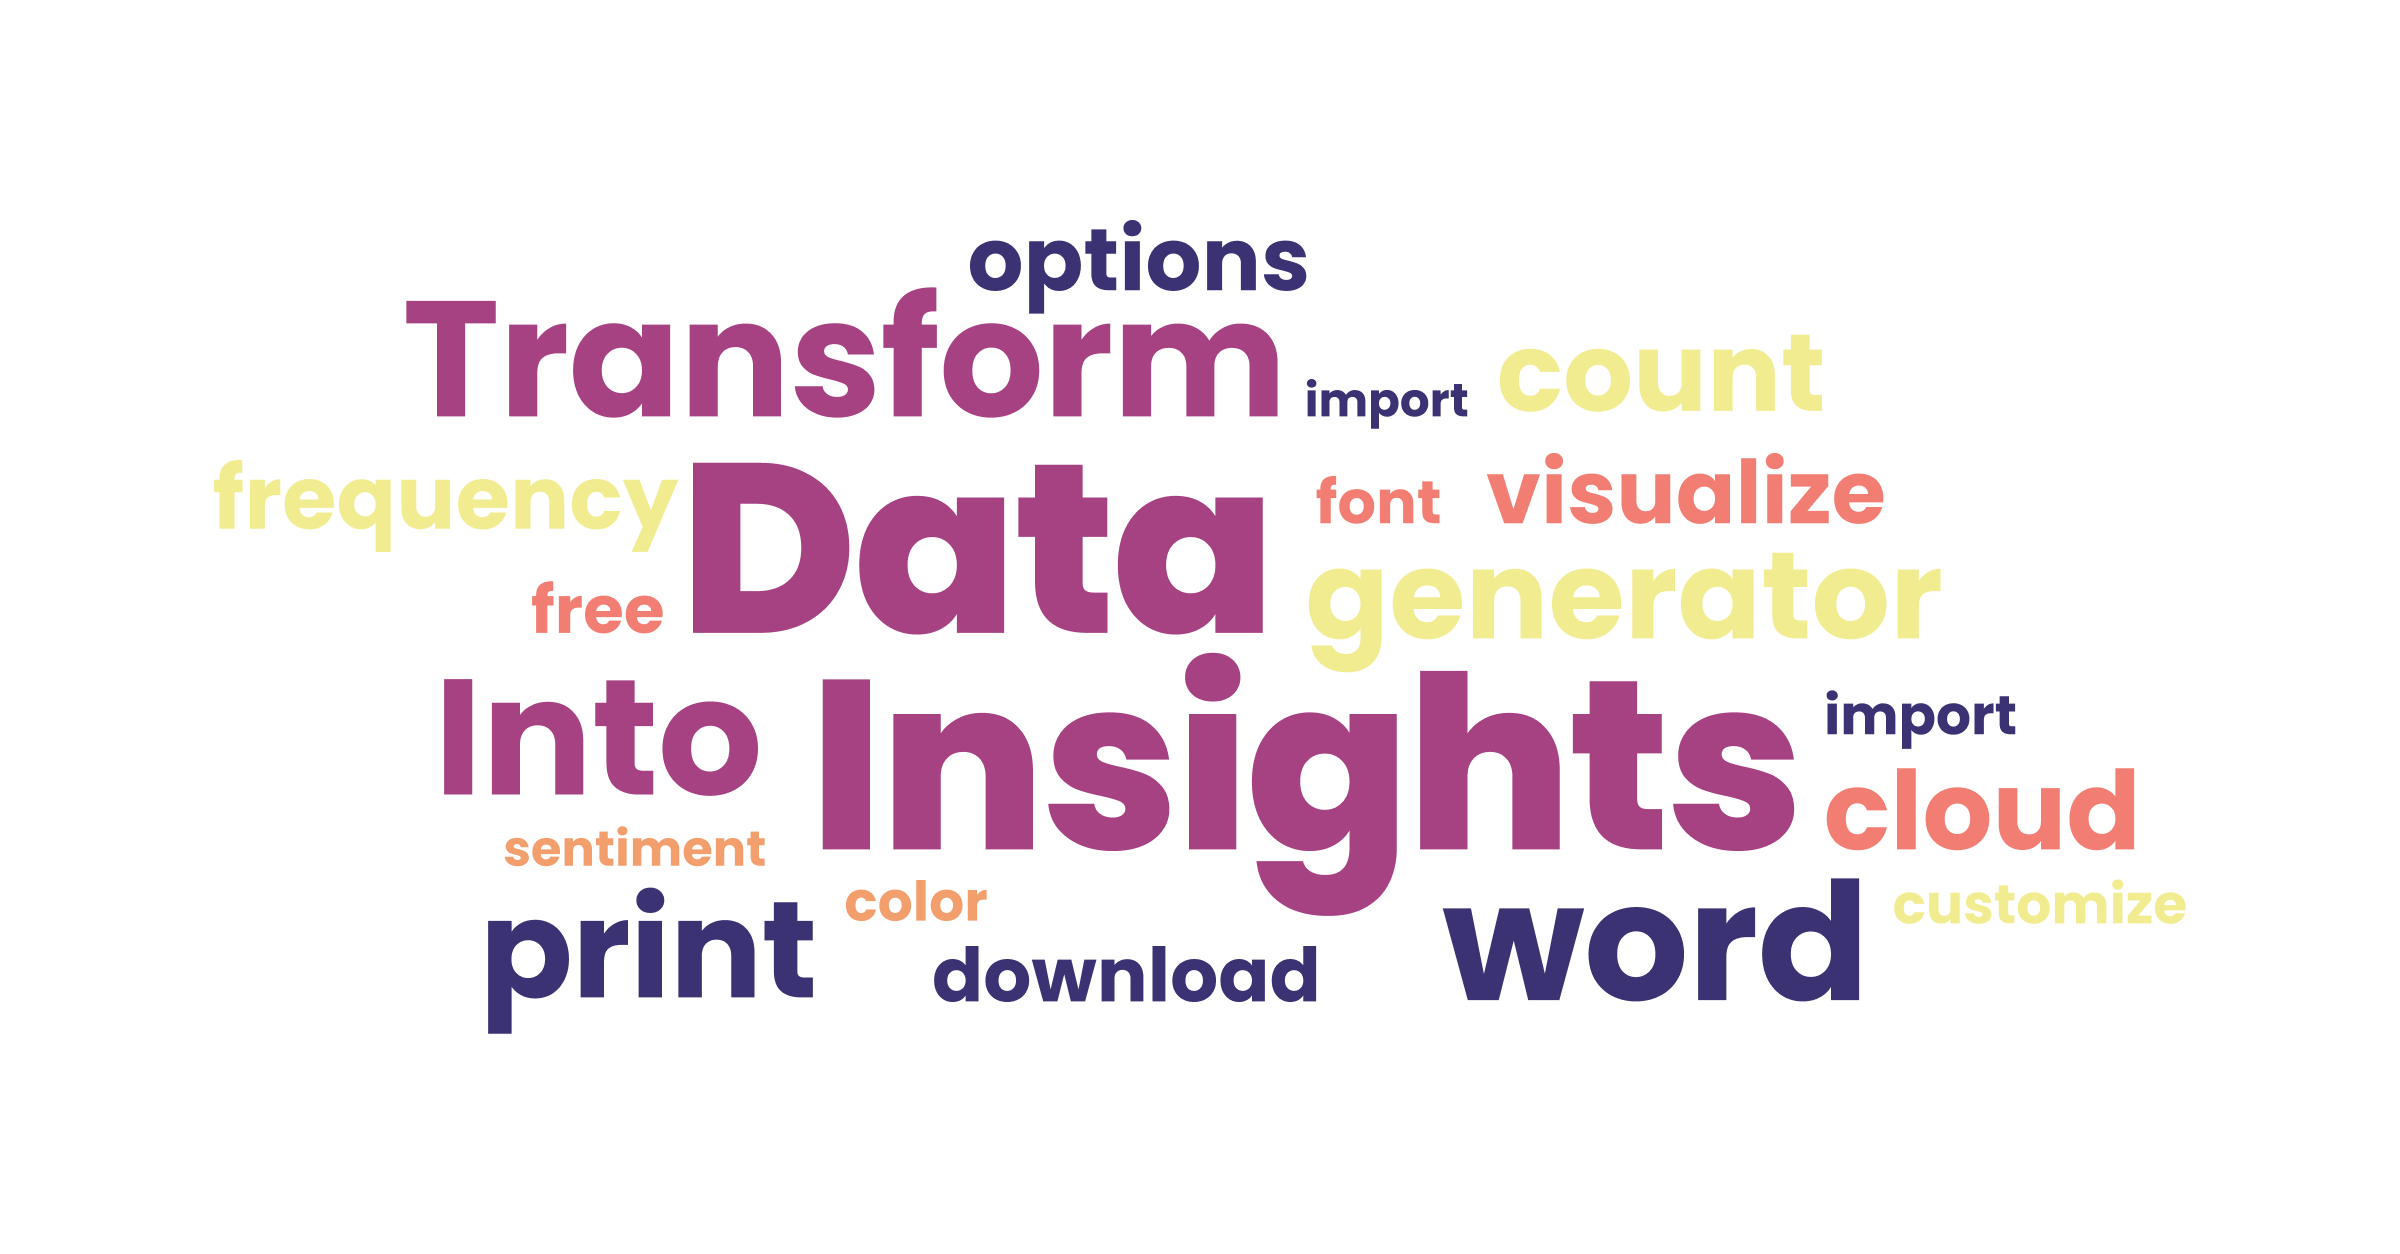 options
Transform
import
count
frequency
Data
font
visualize
free
generator
Into
Insights
import
cloud
sentiment
color
customize
print
download
word